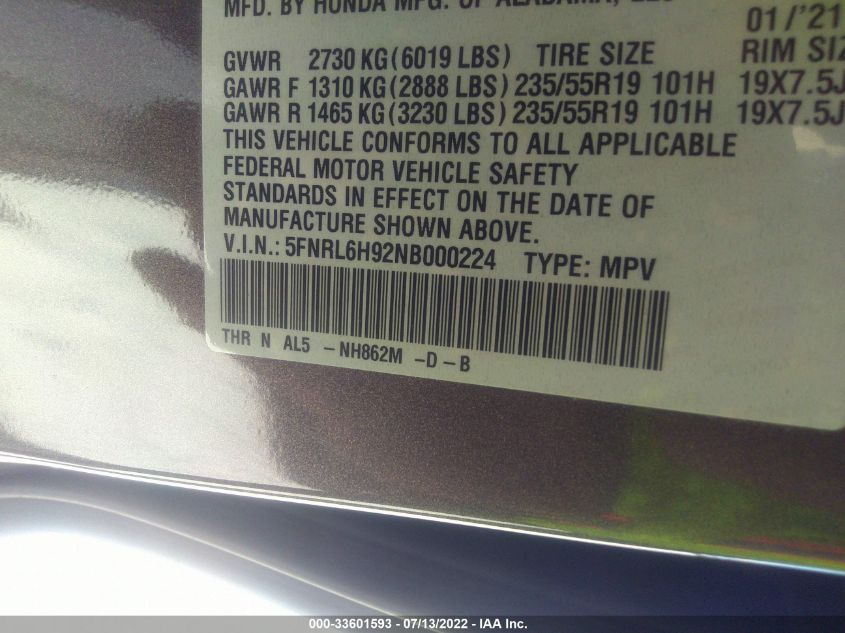 MFD. BY HONDA MFG. OF ALABAMA, LLC
01/'21
GVWR 2730 KG(6019 LBS) TIRE SIZE RIM SIZ
GAWR F 1310 KG(2888 LBS) 235/55R19 101H 19X7.5J
GAWR R 1465 KG(3230 LBS) 235/55R19 101H 19X7.5J
THIS VEHICLE CONFORMS TO ALL APPLICABLE
FEDERAL MOTOR VEHICLE SAFETY
STANDARDS IN EFFECT ON THE DATE OF
MANUFACTURE SHOWN ABOVE.
V.I.N.: 5FNRL6H92NB000224 TYPE: MPV
THR N AL5 -NH862M -D-B
000-33601593 - 07/13/2022 - IAA Inc.